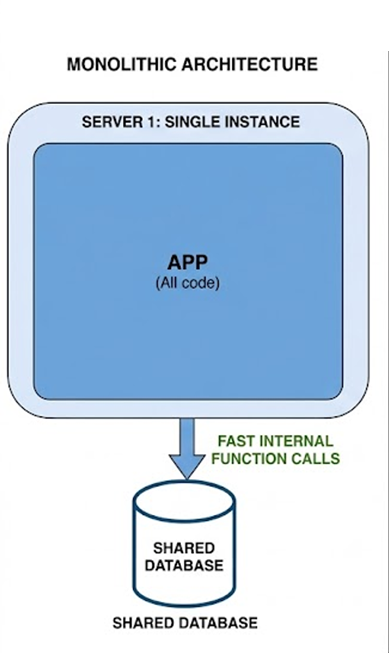 MONOLITHIC ARCHITECTURE
SERVER 1: SINGLE INSTANCE
APP
(All code)
FAST INTERNAL
FUNCTION CALLS
SHARED
DATABASE
SHARED DATABASE